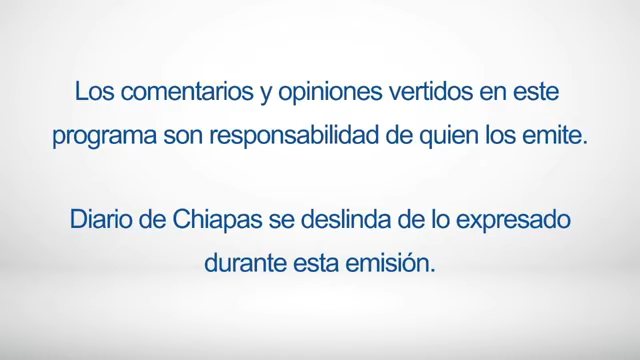 Los comentarios y opiniones vertidos en este
programa son responsabilidad de quien los emite.
Diario de Chiapas se deslinda de lo expresado
durante esta emisión.